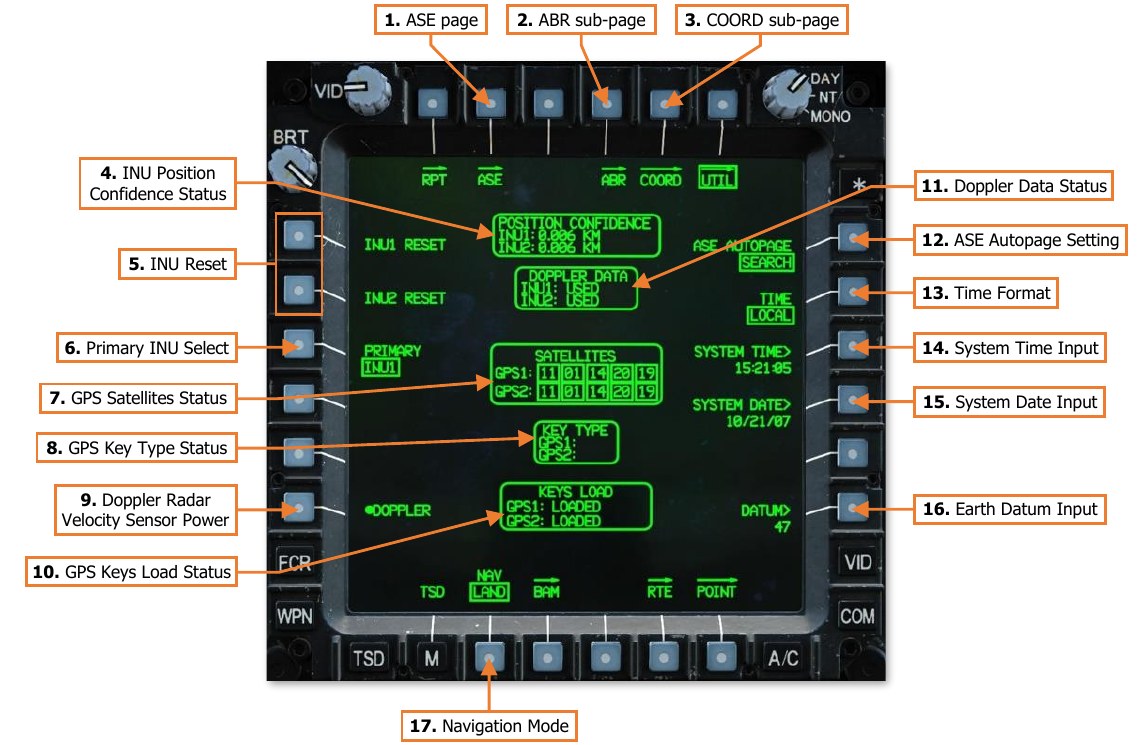 1. ASE page
2. ABR sub-page
3. COORD sub-page
VID
DAY
NT/
MONO
BRT
RPT
ASE
ABR
COORD
UTIL
*
4. INU Position
Confidence Status
5. INU Reset
6. Primary INU Select
7. GPS Satellites Status
8. GPS Key Type Status
9. Doppler Radar
Velocity Sensor Power
10. GPS Keys Load Status
INU1 RESET
INU2 RESET
PRIMARY
INU1
DOPPLER
POSITION CONFIDENCE
INU1: 0.006 KM
INU2: 0.006 KM
DOPPLER DATA
INU1: USED
INU2: USED
SATELLITES
GPS1: 11 01 14 20 19
GPS2: 11 01 14 20 19
KEY TYPE
GPS1:
GPS2:
KEYS LOAD
GPS1: LOADED
GPS2: LOADED
ASE AUTOPAGE
SEARCH
TIME
LOCAL
SYSTEM TIME>
15:21:05
SYSTEM DATE>
10/21/07
DATUM>
47
11. Doppler Data Status
12. ASE Autopage Setting
13. Time Format
14. System Time Input
15. System Date Input
16. Earth Datum Input
FCR
WPN
VID
COM
TSD
NAV
LAND
BAM
RTE
POINT
TSD
M
A/C
17. Navigation Mode